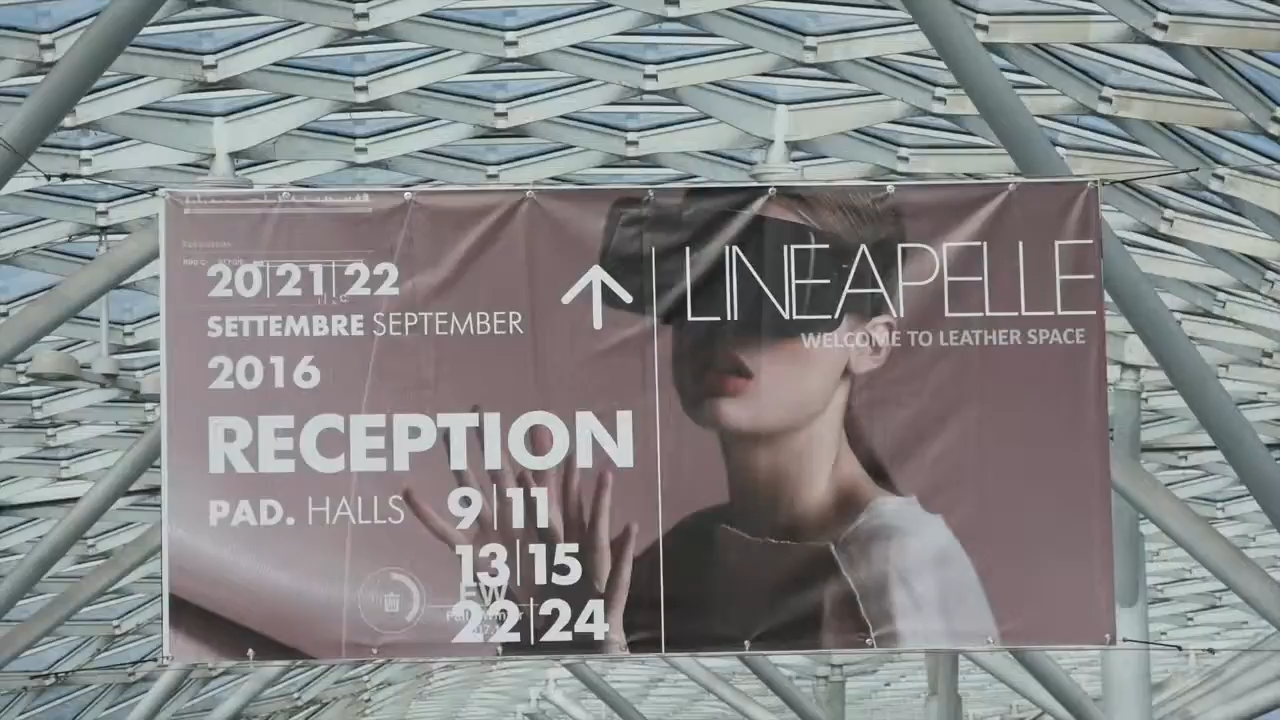 20|21|22
SETTEMBRE SEPTEMBER
2016
RECEPTION
PAD. HALLS 9|11
13|15
FW
22|24
LINEAPELLE
WELCOME TO LEATHER SPACE